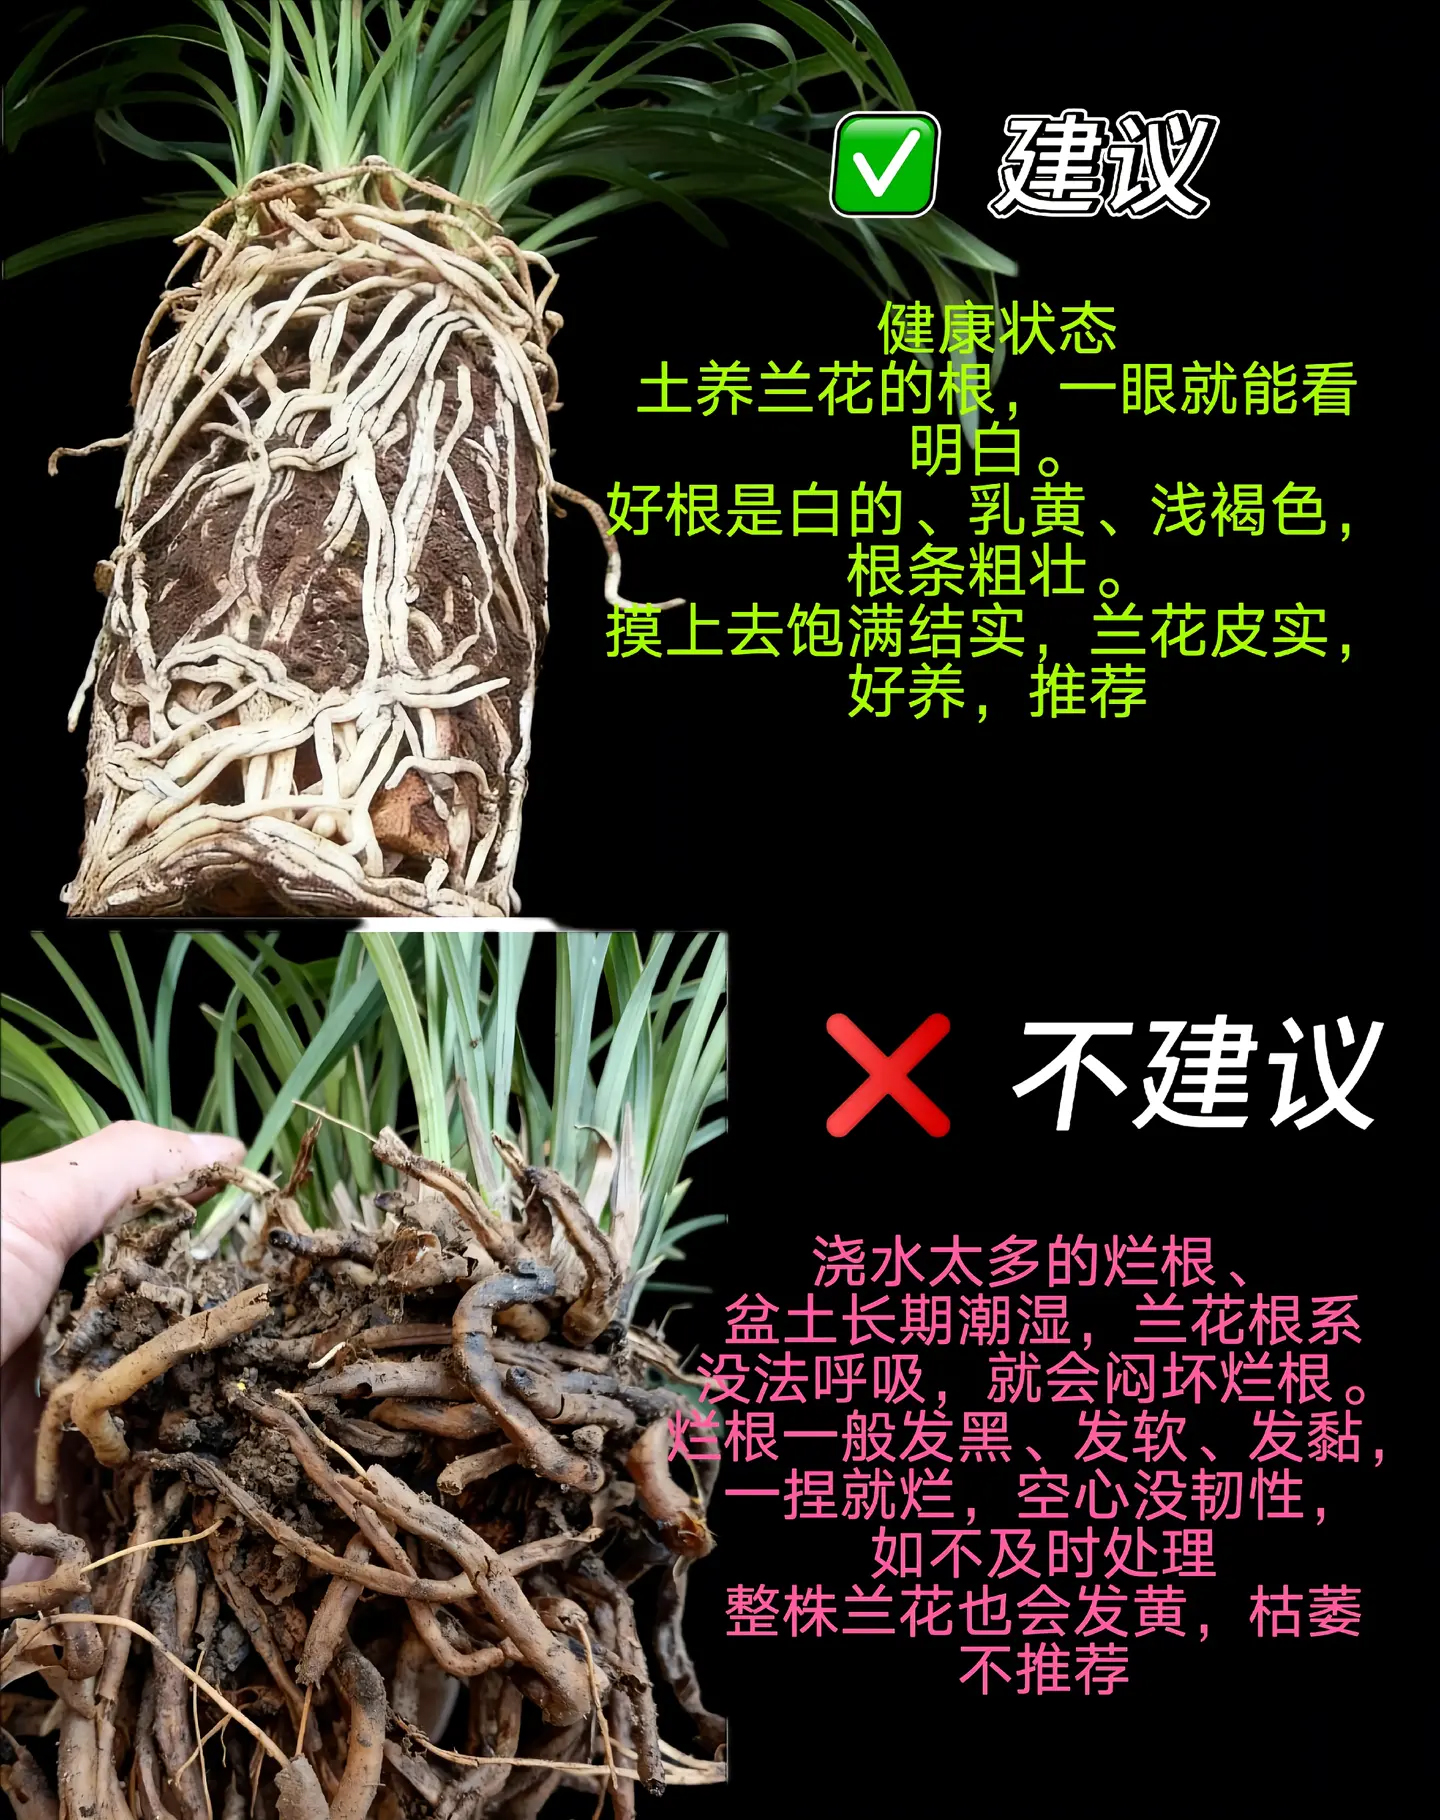 建议
健康状态
土养兰花的根，一眼就能看
明白。
好根是白的、乳黄、浅褐色，
根条粗壮。
摸上去饱满结实，兰花皮实，
好养，推荐
不建议
浇水太多的烂根、
盆土长期潮湿，兰花根系
没法呼吸，就会闷坏烂根。
烂根一般发黑、发软、发黏，
一捏就烂，空心没韧性，
如不及时处理
整株兰花也会发黄，枯萎
不推荐